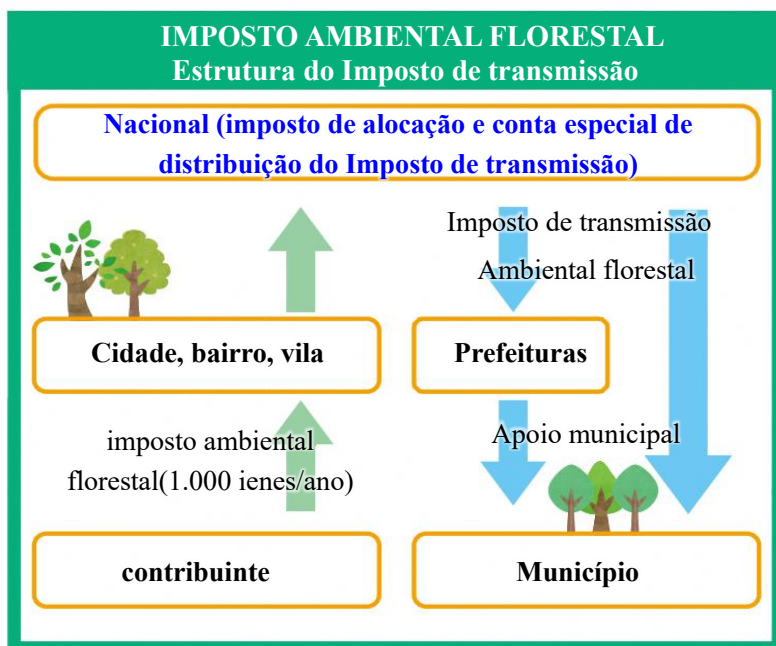 IMPOSTO AMBIENTAL FLORESTAL
Estrutura do Imposto de transmissão
Nacional (imposto de alocação e conta especial de
distribuição do Imposto de transmissão)
Imposto de transmissão
Ambiental florestal
Cidade, bairro, vila
Prefeituras
imposto ambiental
florestal(1.000 ienes/ano)
Apoio municipal
contribuinte
Município